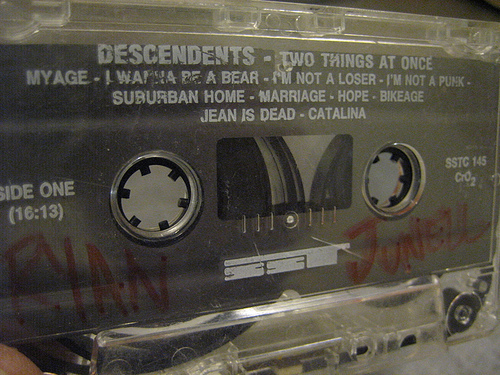 DESCENDENTS - TWO THINGS AT ONCE
MYAGE - I WANNA BE A BEAR - I'M NOT A LOSER - I'M NOT A PUNK -
SUBURBAN HOME - MARRIAGE - HOPE - BIKEAGE
JEAN IS DEAD - CATALINA
SIDE ONE
(16:13)
SSTC 145
CrO2
SST
RYAN JUNELL